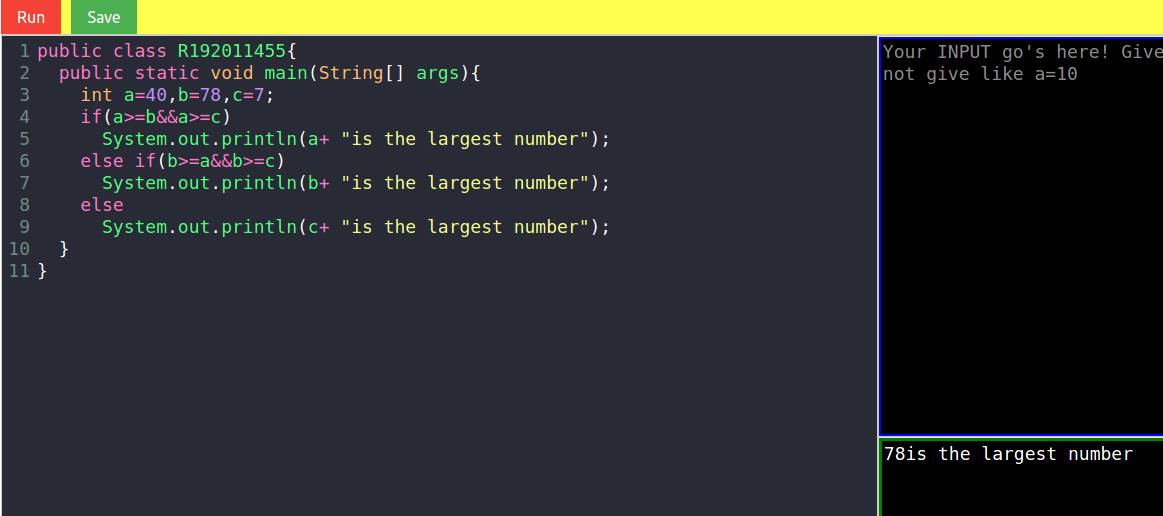 Run Save
1 public class R192011455{
2   public static void main(String[] args){
3     int a=40,b=78,c=7;
4     if(a>=b&&a>=c)
5       System.out.println(a+ "is the largest number");
6     else if(b>=a&&b>=c)
7       System.out.println(b+ "is the largest number");
8     else
9       System.out.println(c+ "is the largest number");
10   }
11 }
Your INPUT go's here! Give
not give like a=10
78is the largest number